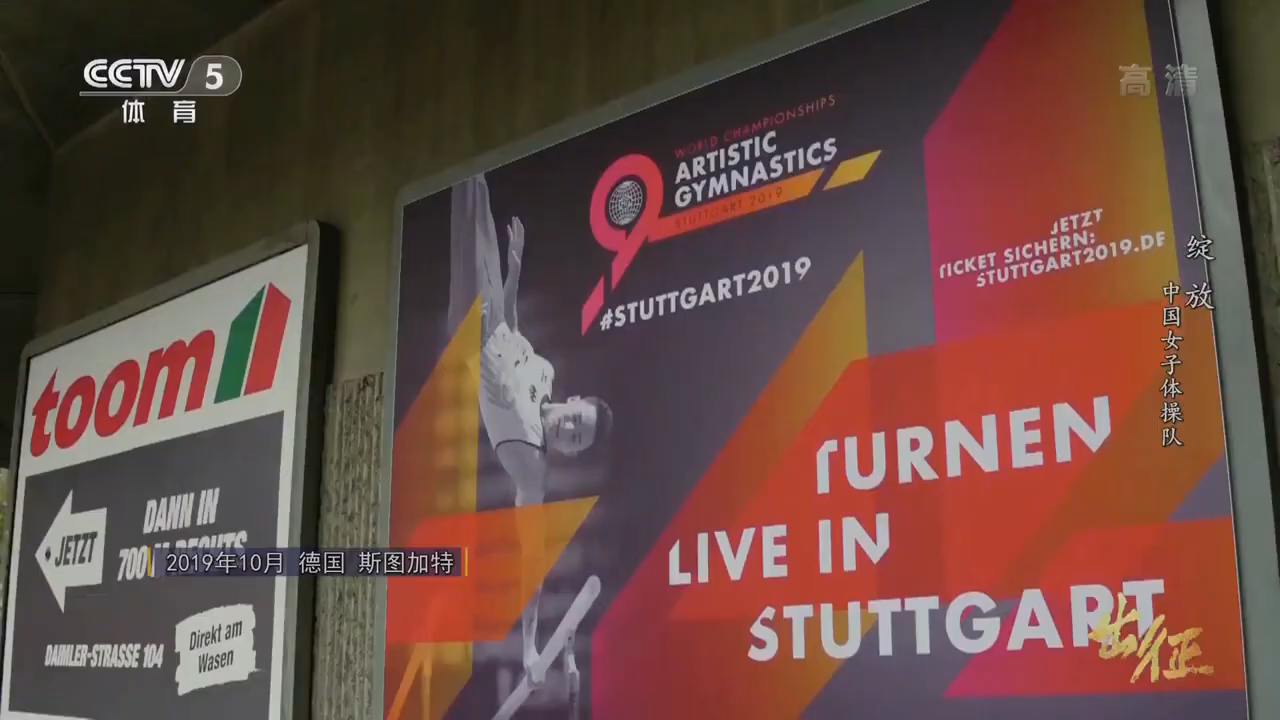 CCTV 5
体育
高清
WORLD CHAMPIONSHIPS
ARTISTIC
GYMNASTICS
STUTTGART 2019
#STUTTGART2019
JETZT
TICKET SICHERN:
STUTTGART2019.DE
绽放
中国女子体操队
toom
JETZT
DANN IN
700 M RECHTS
DAIMLER-STRASSE 104
Direkt am
Wasen
2019年10月 德国 斯图加特
TURNEN
LIVE IN
STUTTGART
出征